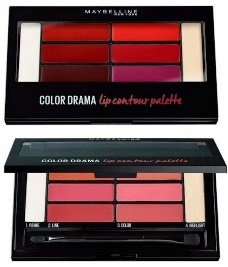 MAYBELLINE
NEW YORK
COLOR DRAMA lip contour palette
COLOR DRAMA lip contour palette
1. PRIME 2. LINE 3. COLOR 4. HIGHLIGHT